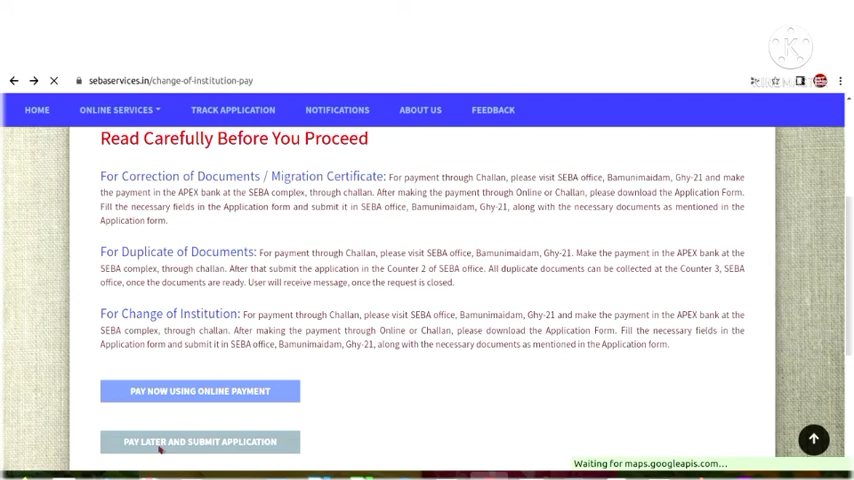 sebaservices.in/change-of-institution-pay
HOME ONLINE SERVICES TRACK APPLICATION NOTIFICATIONS ABOUT US FEEDBACK
Read Carefully Before You Proceed
For Correction of Documents / Migration Certificate: For payment through Challan, please visit SEBA office, Bamunimaidam, Ghy-21 and make
the payment in the APEX bank at the SEBA complex, through challan. After making the payment through Online or Challan, please download the Application Form.
Fill the necessary fields in the Application form and submit it in SEBA office, Bamunimaidam, Ghy-21, along with the necessary documents as mentioned in the
Application form.
For Duplicate of Documents: For payment through Challan, please visit SEBA office, Bamunimaidam, Ghy-21. Make the payment in the APEX bank at the
SEBA complex, through challan. After that submit the application in the Counter 2 of SEBA office. All duplicate documents can be collected at the Counter 3, SEBA
office, once the documents are ready. User will receive message, once the request is closed.
For Change of Institution: For payment through Challan, please visit SEBA office, Bamunimaidam, Ghy-21 and make the payment in the APEX bank at the
SEBA complex, through challan. After making the payment through Online or Challan, please download the Application Form. Fill the necessary fields in the
Application form and submit it in SEBA office, Bamunimaidam, Ghy-21, along with the necessary documents as mentioned in the Application form.
PAY NOW USING ONLINE PAYMENT
PAY LATER AND SUBMIT APPLICATION
Waiting for maps.googleapis.com...